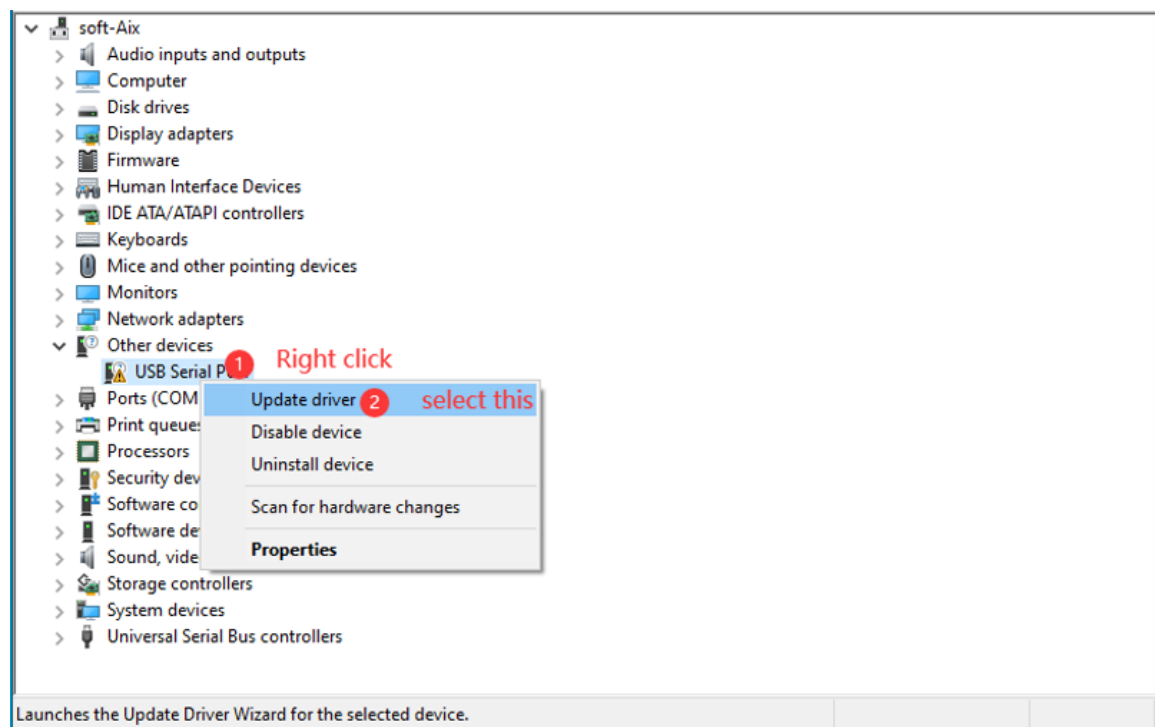 soft-Aix
Audio inputs and outputs
Computer
Disk drives
Display adapters
Firmware
Human Interface Devices
IDE ATA/ATAPI controllers
Keyboards
Mice and other pointing devices
Monitors
Network adapters
Other devices
USB Serial P 1 Right click
Ports (COM
Update driver 2 select this
Print queues
Disable device
Processors
Uninstall device
Security dev
Software co
Scan for hardware changes
Software de
Sound, vide
Properties
Storage controllers
System devices
Universal Serial Bus controllers
Launches the Update Driver Wizard for the selected device.